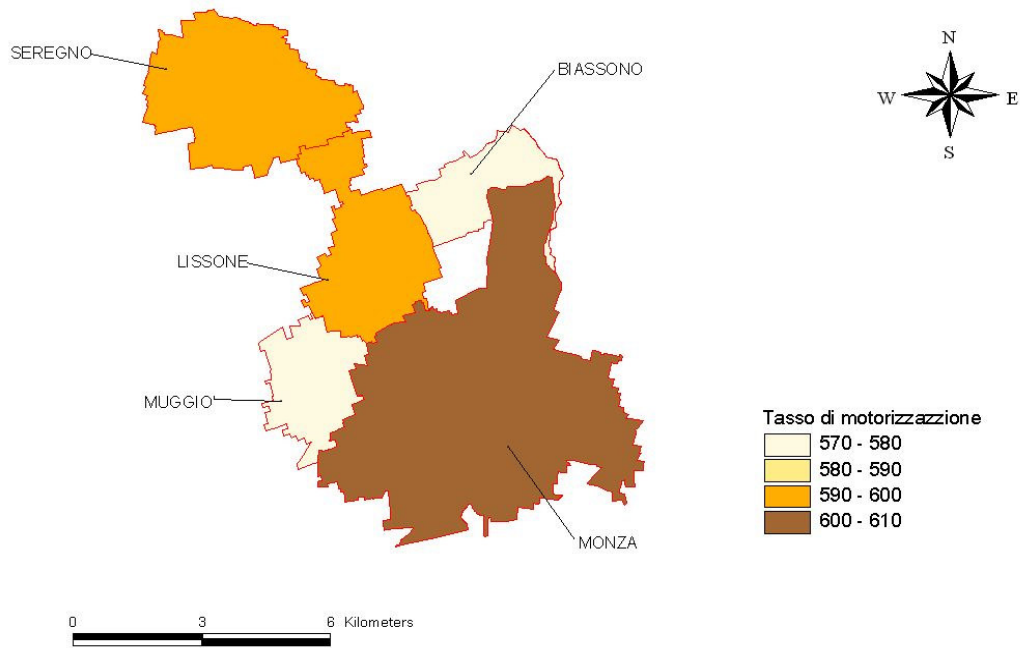 SEREGNO
BIASSONO
N
W
E
S
LISSONE
MUGGIO'
MONZA
Tasso di motorizzazzione
570 - 580
580 - 590
590 - 600
600 - 610
0 3 6 Kilometers